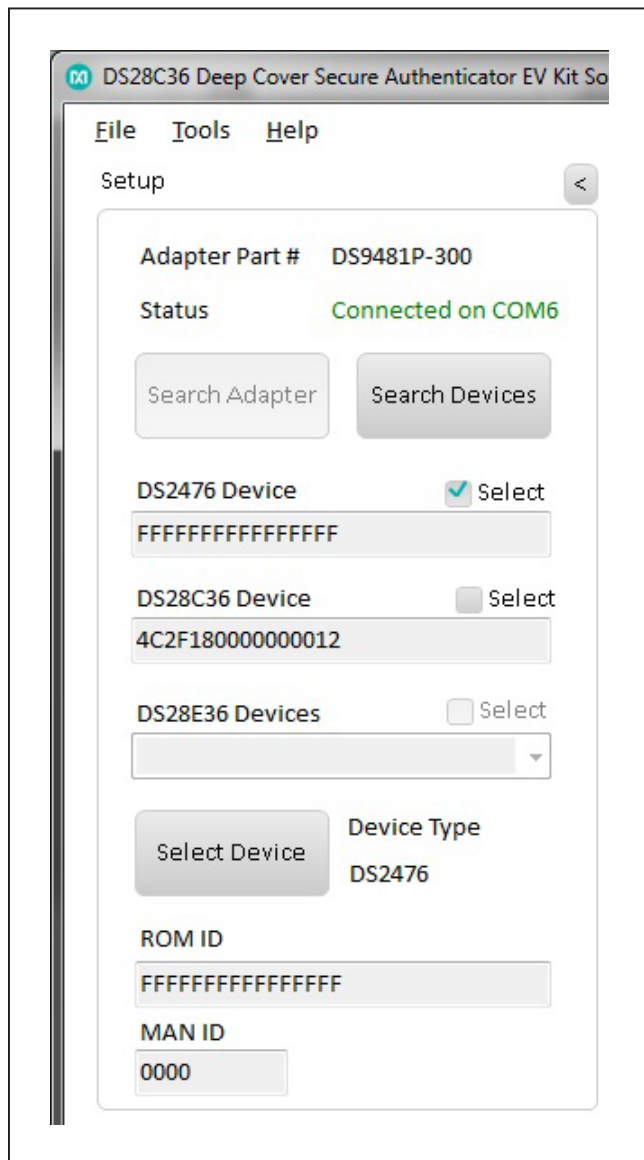 DS28C36 Deep Cover Secure Authenticator EV Kit So
File Tools Help
Setup <
Adapter Part # DS9481P-300
Status Connected on COM6
Search Adapter Search Devices
DS2476 Device Select
FFFFFFFFFFFFFFFF
DS28C36 Device Select
4C2F180000000012
DS28E36 Devices Select
Select Device Device Type
DS2476
ROM ID
FFFFFFFFFFFFFFFF
MAN ID
0000